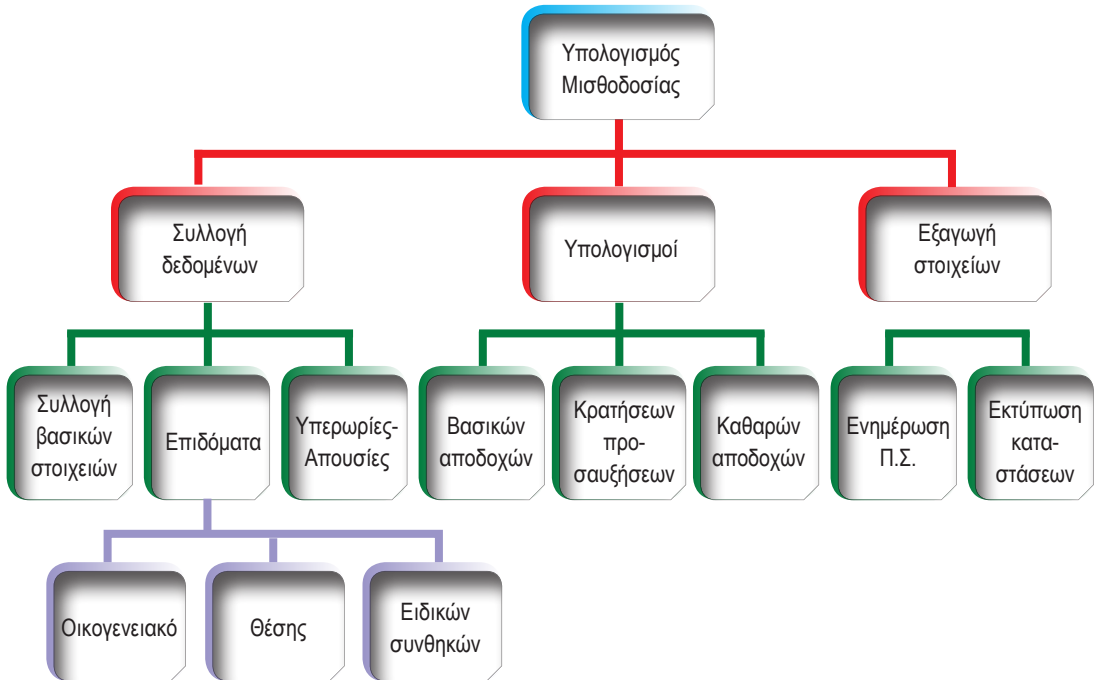 Υπολογισμός
Μισθοδοσίας
Συλλογή
δεδομένων
Υπολογισμοί
Εξαγωγή
στοιχείων
Συλλογή
βασικών
στοιχειών
Επιδόματα
Υπερωρίες-
Απουσίες
Βασικών
αποδοχών
Κρατήσεων
προ-
σαυξήσεων
Καθαρών
αποδοχών
Ενημέρωση
Π.Σ.
Εκτύπωση
κατα-
στάσεων
Οικογενειακό
Θέσης
Ειδικών
συνθηκών